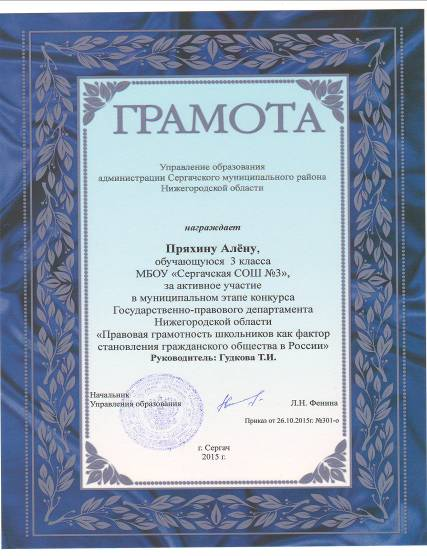 ГРАМОТА
Управление образования
администрации Сергачского муниципального района
Нижегородской области
награждает
Пряхину Алёну,
обучающуюся 3 класса
МБОУ «Сергачская СОШ №3»,
за активное участие
в муниципальном этапе конкурса
Государственно-правового департамента
Нижегородской области
«Правовая грамотность школьников как фактор
становления гражданского общества в России»
Руководитель: Гудкова Т.И.
Начальник
Управления образования Л.Н. Фенина
Приказ от 26.10.2015г. №301-о
г. Сергач
2015 г.